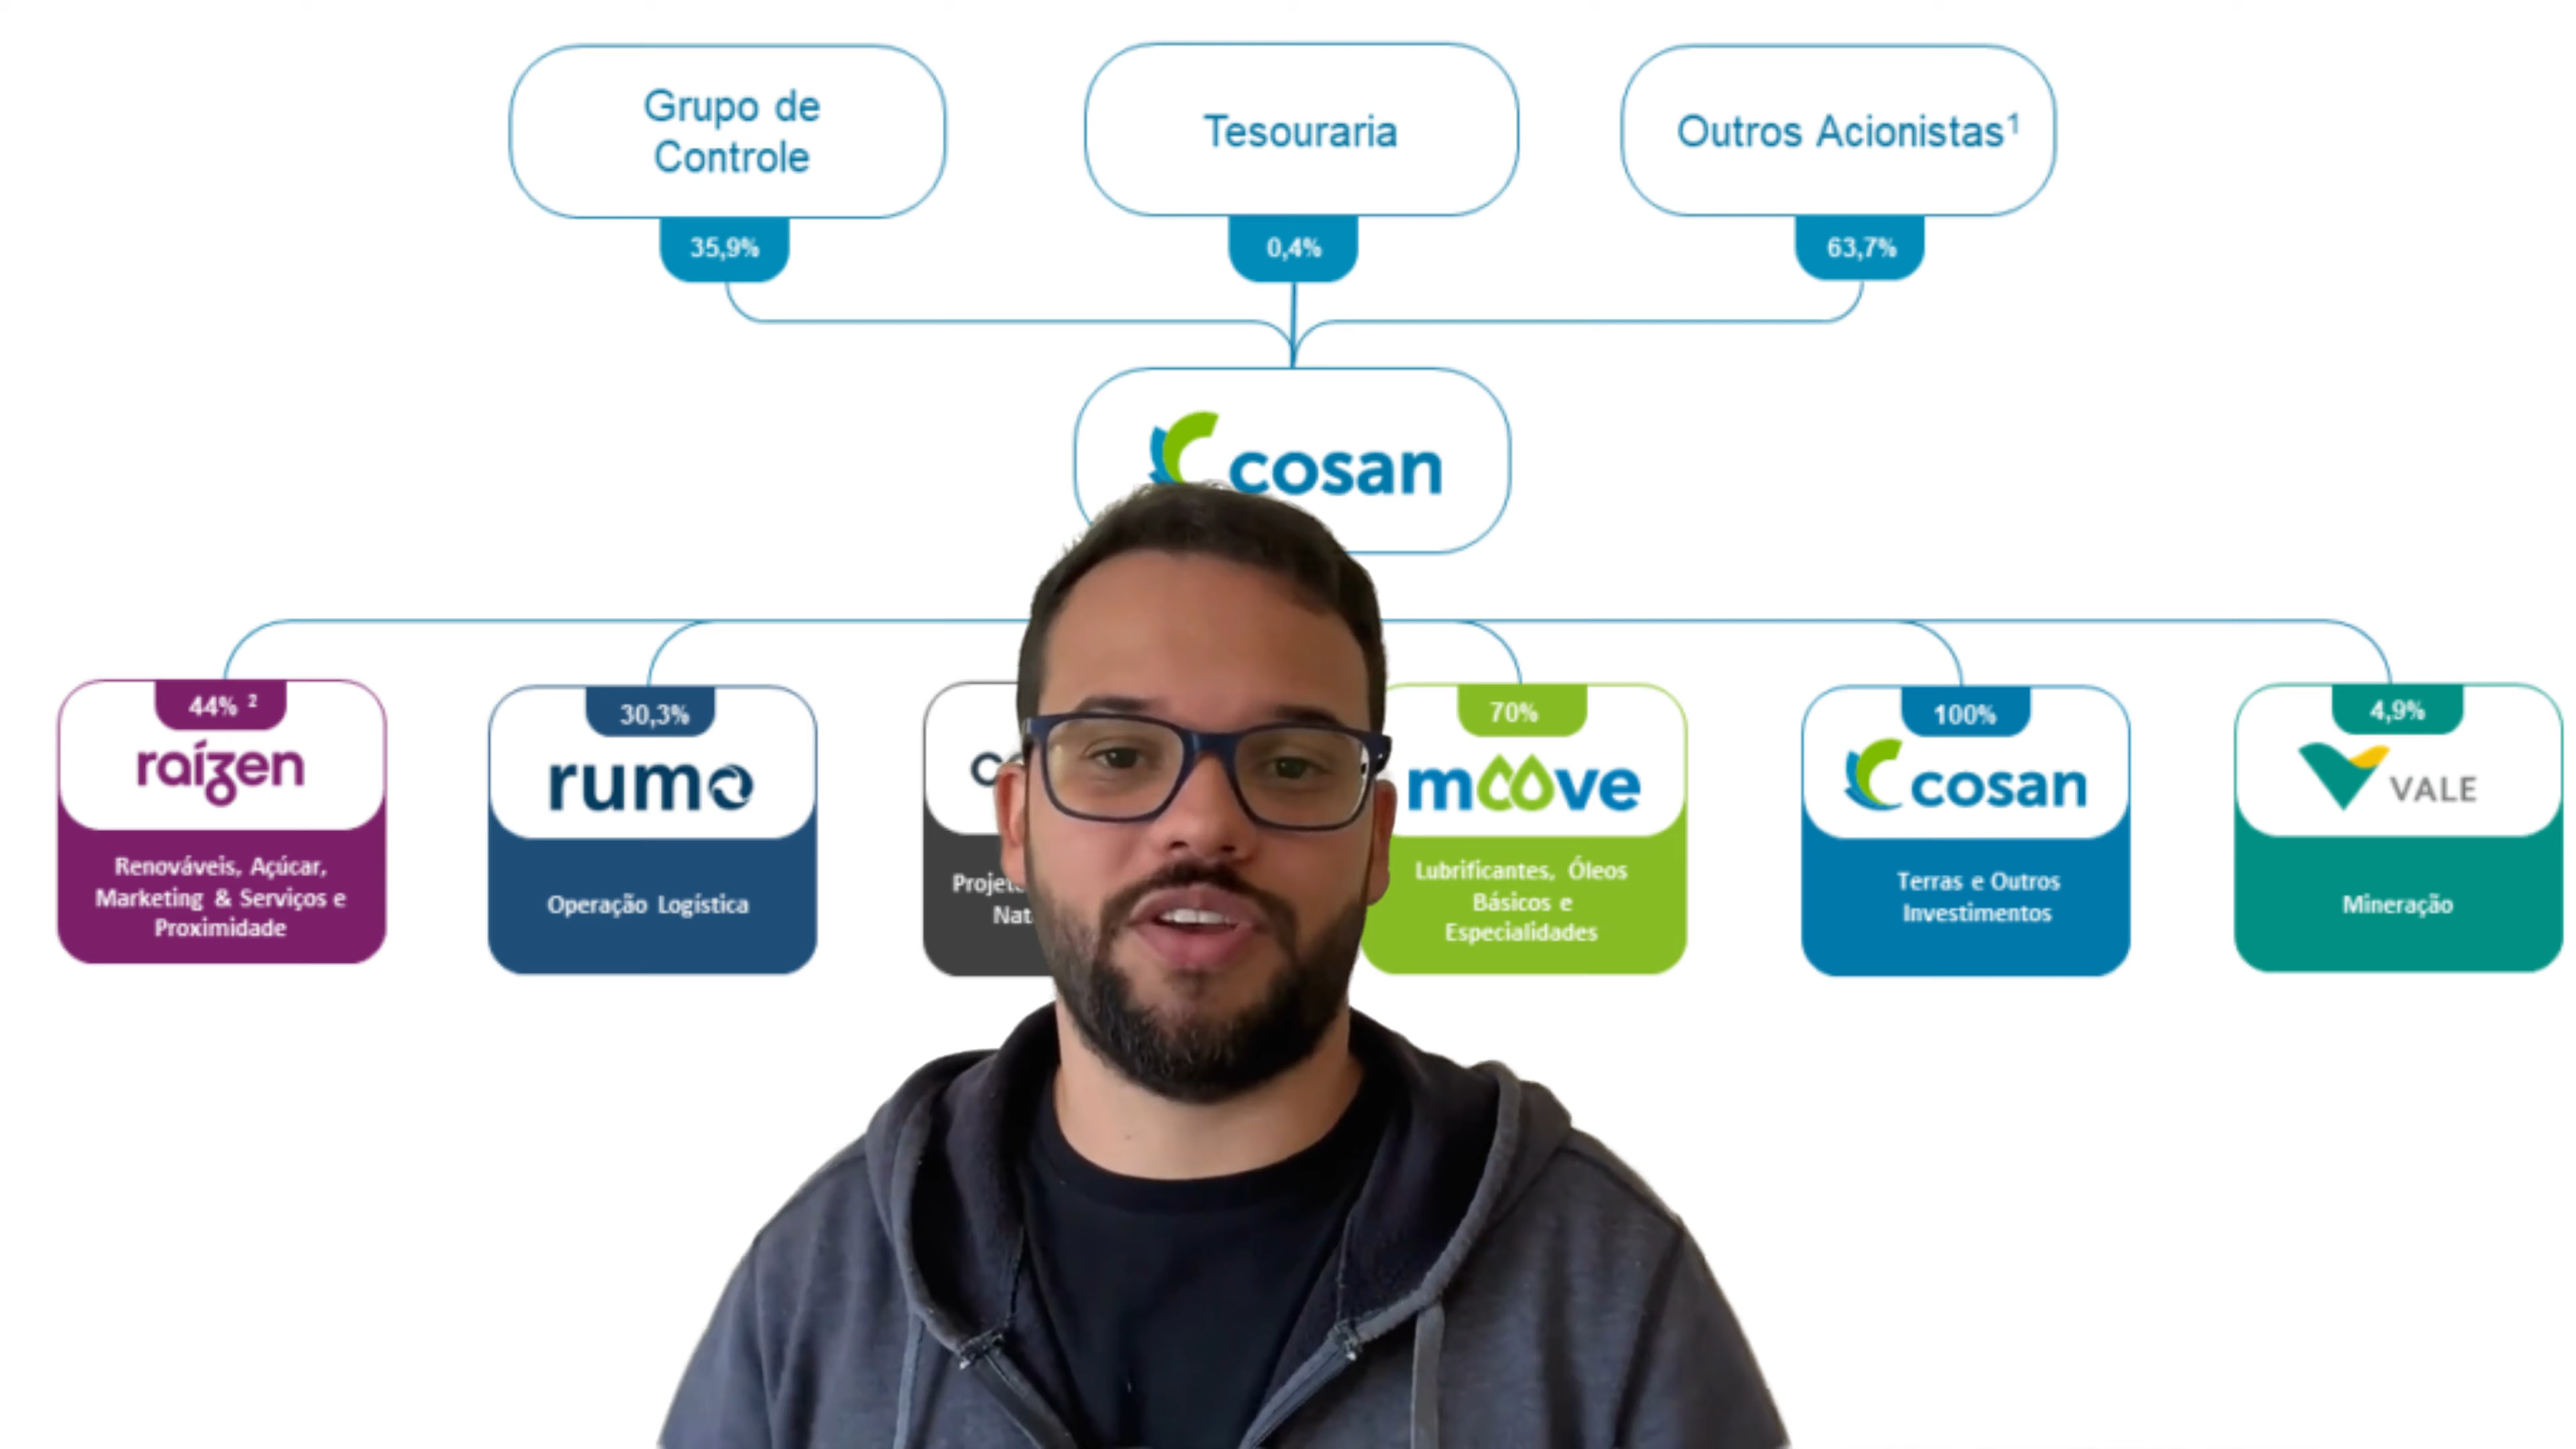 Grupo de
Controle
Tesouraria
Outros Acionistas¹
35,9%
0,4%
63,7%
cosan
44% ²
raízen
Renováveis, Açúcar,
Marketing & Serviços e
Proximidade
30,3%
rumo
Operação Logística
70%
moove
Lubrificantes, Óleos
Básicos e
Especialidades
100%
cosan
Terras e Outros
Investimentos
4,9%
VALE
Mineração